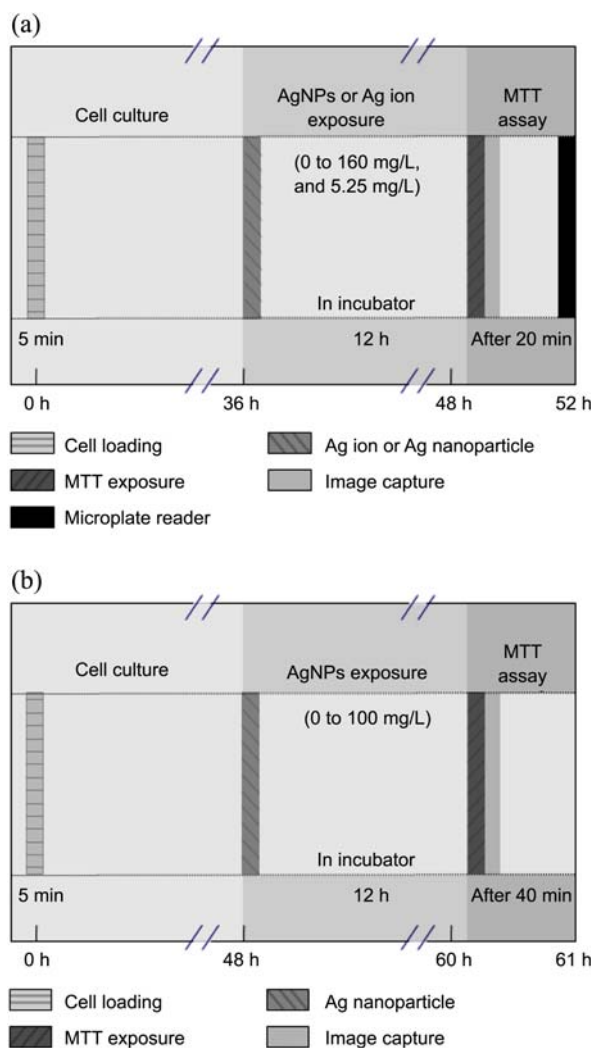 (a)
Cell culture
AgNPs or Ag ion
exposure
MTT
assay
(0 to 160 mg/L,
and 5.25 mg/L)
In incubator
5 min
12 h
After 20 min
0 h
36 h
48 h
52 h
Cell loading
Ag ion or Ag nanoparticle
MTT exposure
Image capture
Microplate reader
(b)
Cell culture
AgNPs exposure
MTT
assay
(0 to 100 mg/L)
In incubator
5 min
12 h
After 40 min
0 h
48 h
60 h
61 h
Cell loading
Ag nanoparticle
MTT exposure
Image capture